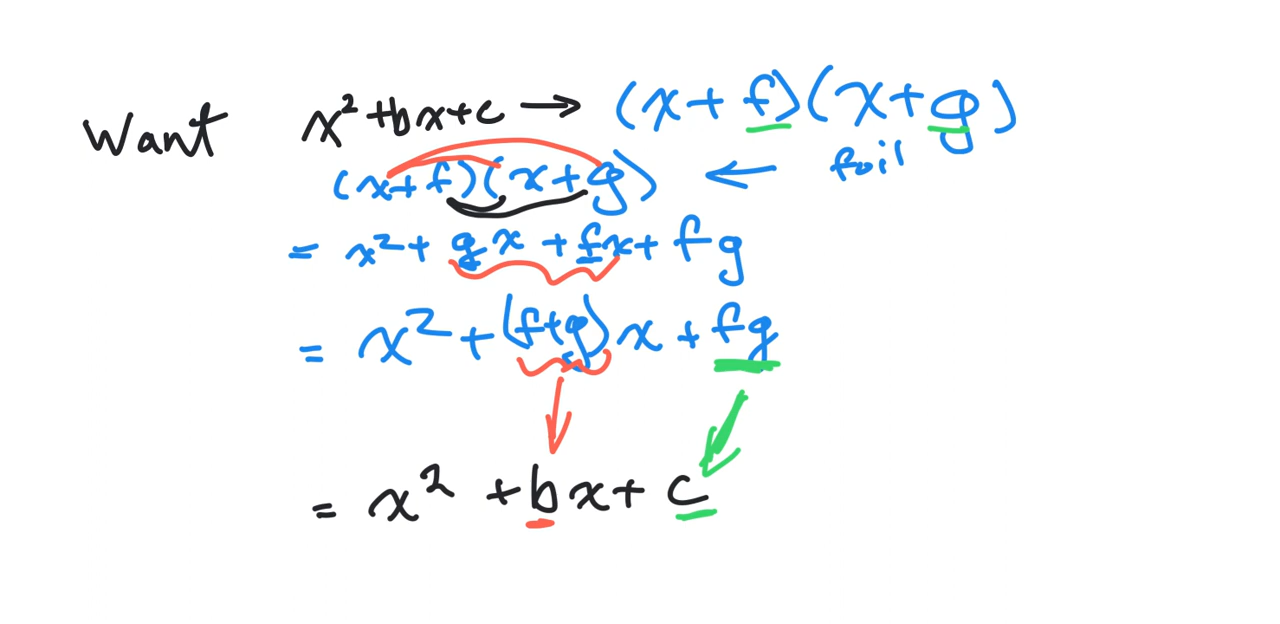 Want x²+bx+c → (x+f)(x+g)
(x+f)(x+g) ← foil
= x²+gx+fx+fg
= x²+(f+g)x+fg
= x²+bx+c